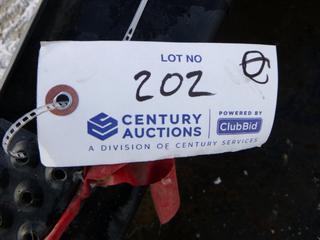 LOT NO
202
CENTURY
AUCTIONS
POWERED BY
ClubBid
A DIVISION OF CENTURY SERVICES